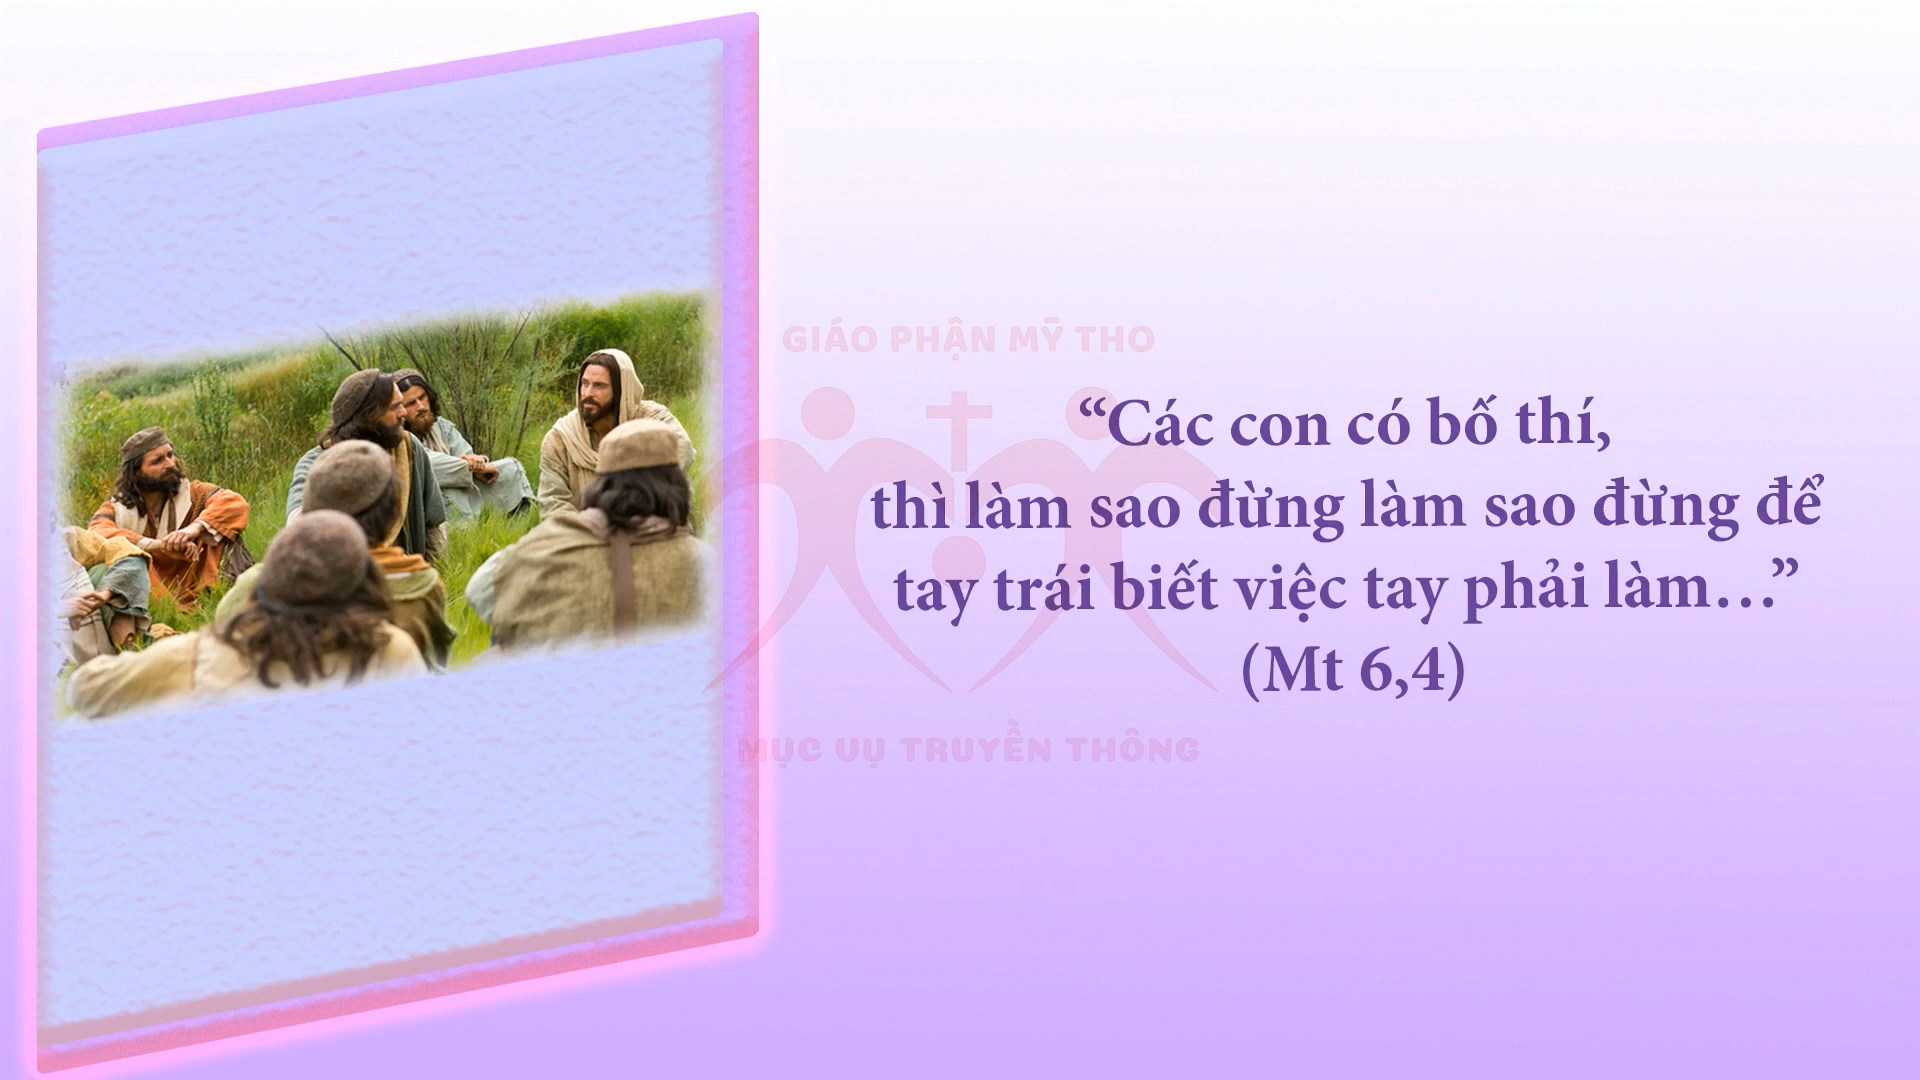 GIÁO PHẬN MỸ THO
“Các con có bố thí,
thì làm sao đừng làm sao đừng để
tay trái biết việc tay phải làm…”
(Mt 6,4)
MỤC VỤ TRUYỀN THÔNG